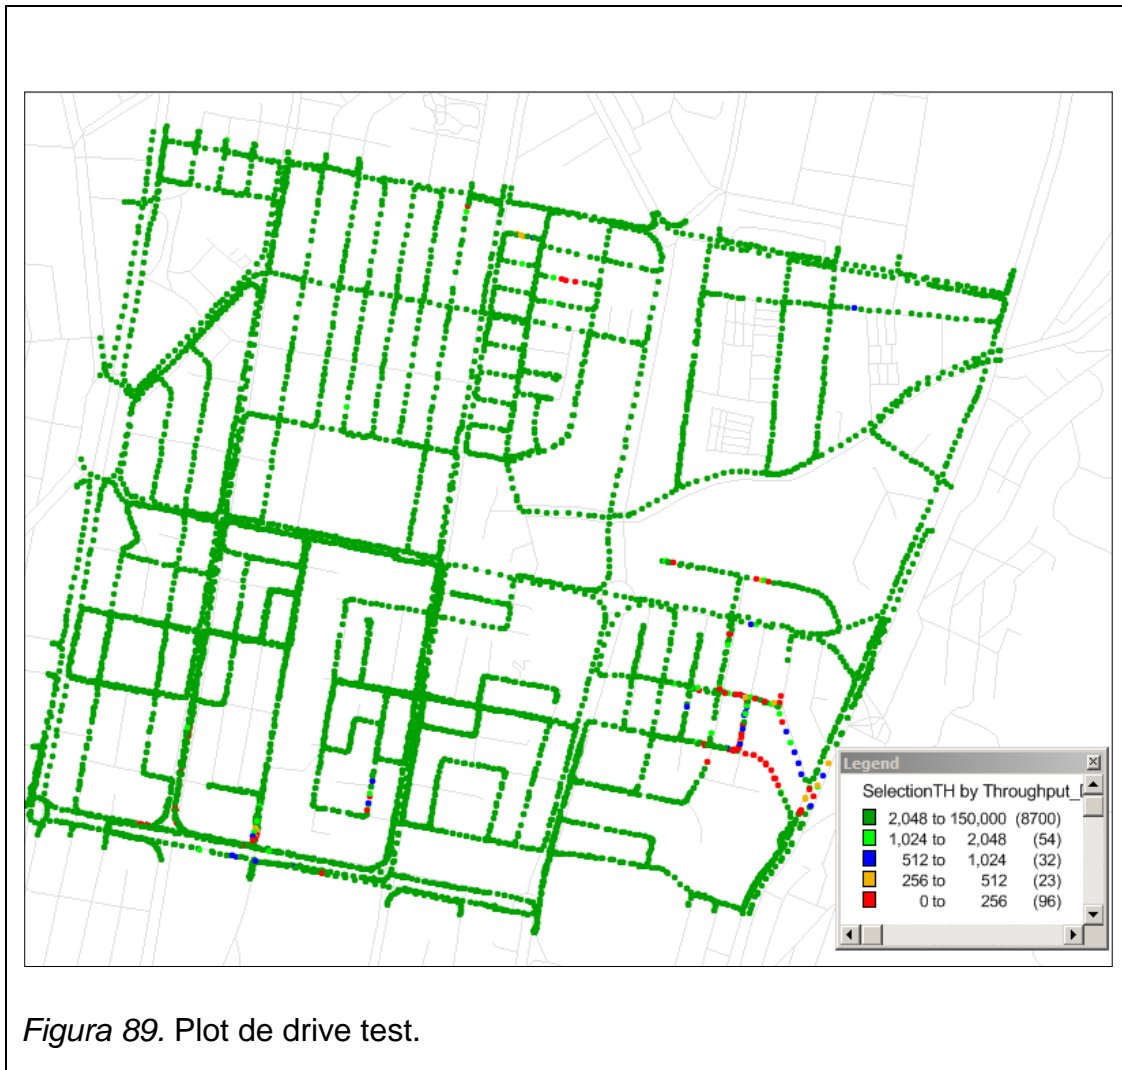 Legend
SelectionTH by Throughput_
2,048 to 150,000 (8700)
1,024 to 2,048 (54)
512 to 1,024 (32)
256 to 512 (23)
0 to 256 (96)
Figura 89. Plot de drive test.